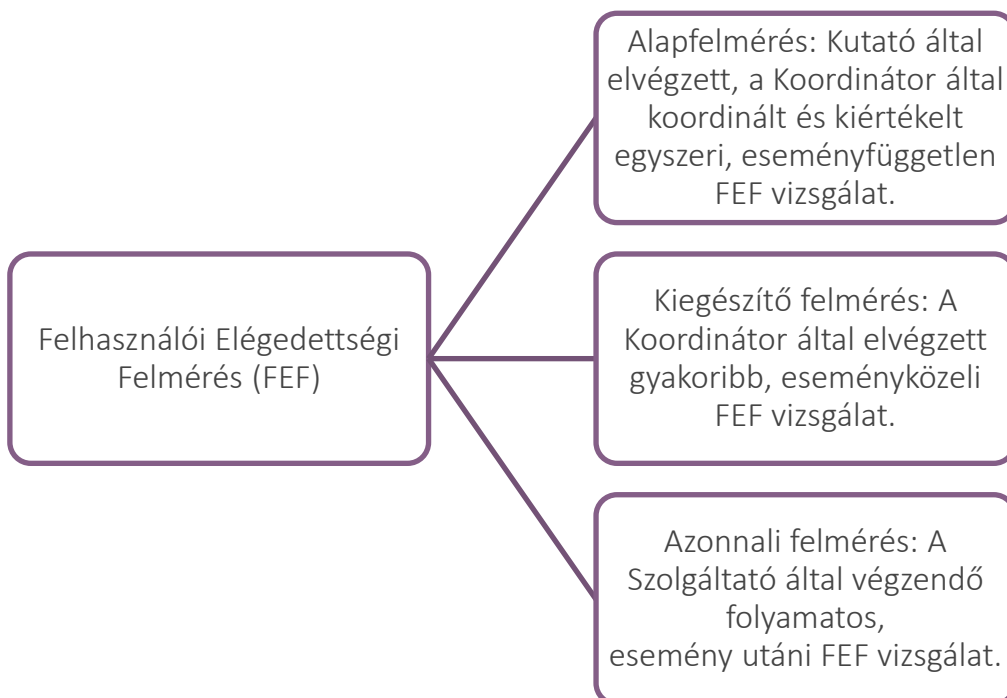 Felhasználói Elégedettségi
Felmérés (FEF)
Alapfelmérés: Kutató által
elvégzett, a Koordinátor által
koordinált és kiértékelt
egyszeri, eseményfüggetlen
FEF vizsgálat.
Kiegészítő felmérés: A
Koordinátor által elvégzett
gyakoribb, eseményközeli
FEF vizsgálat.
Azonnali felmérés: A
Szolgáltató által végzendő
folyamatos,
esemény utáni FEF vizsgálat.